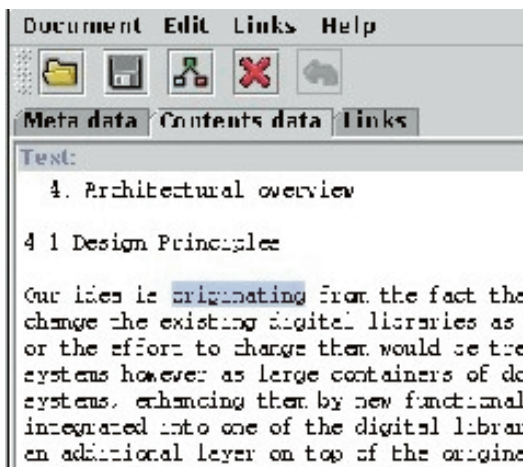 Document Edit Links Help
Meta data Contents data Links
Text:
4. Architectural overview
4 1 Design Principles
Our idea is originating from the fact tha
change the existing digital libraries as
or the effort to change them would be tre
systems however as large containers of do
systems, enhancing them by new functional
integrated into one of the digital librar
an additional layer on top of the origina